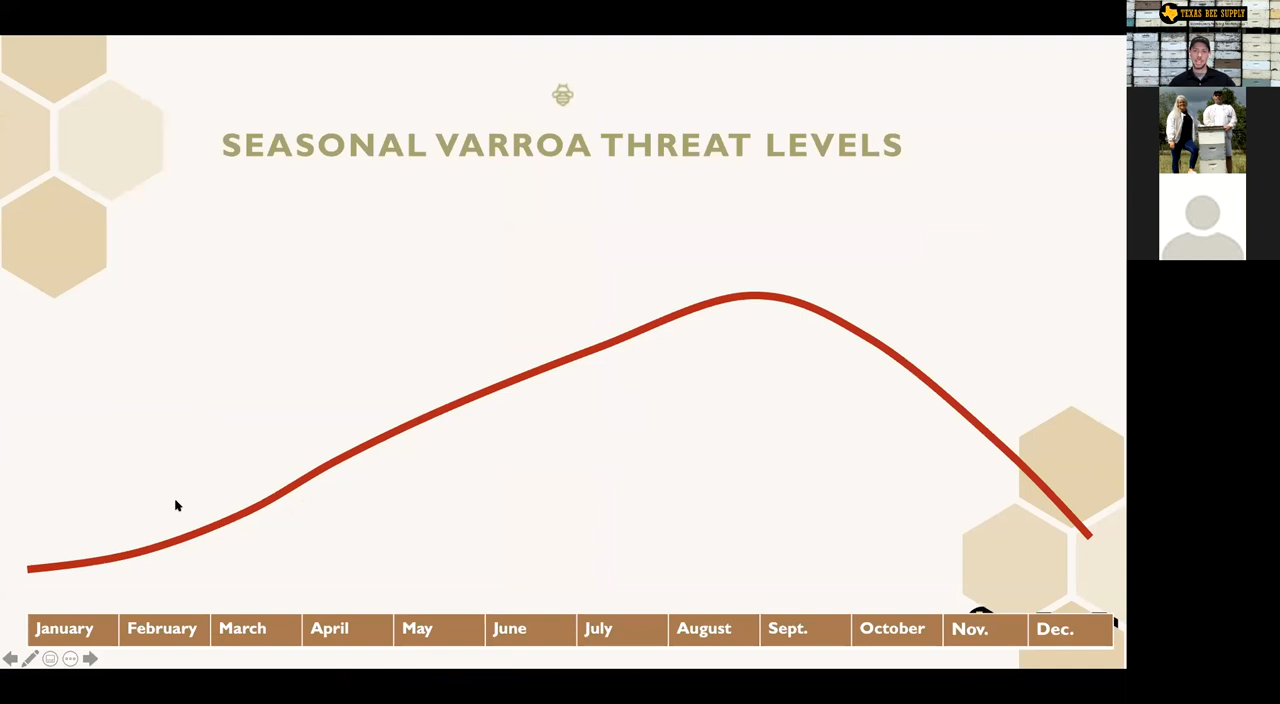 TEXAS BEE SUPPLY
SEASONAL VARROA THREAT LEVELS
January February March April May June July August Sept. October Nov. Dec.